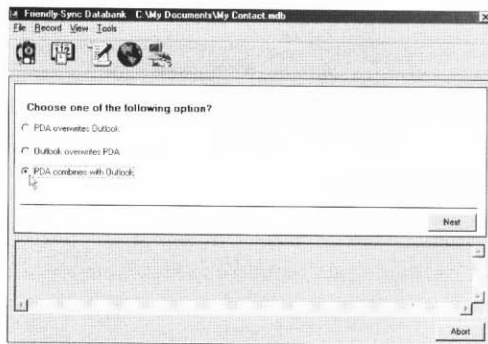 Friendly-Sync Databank C:\My Documents\My Contact.mdb
File Record View Tools
Choose one of the following option?
PDA overwrites Outlook
Outlook overwrites PDA
PDA combines with Outlook
Next
Abort